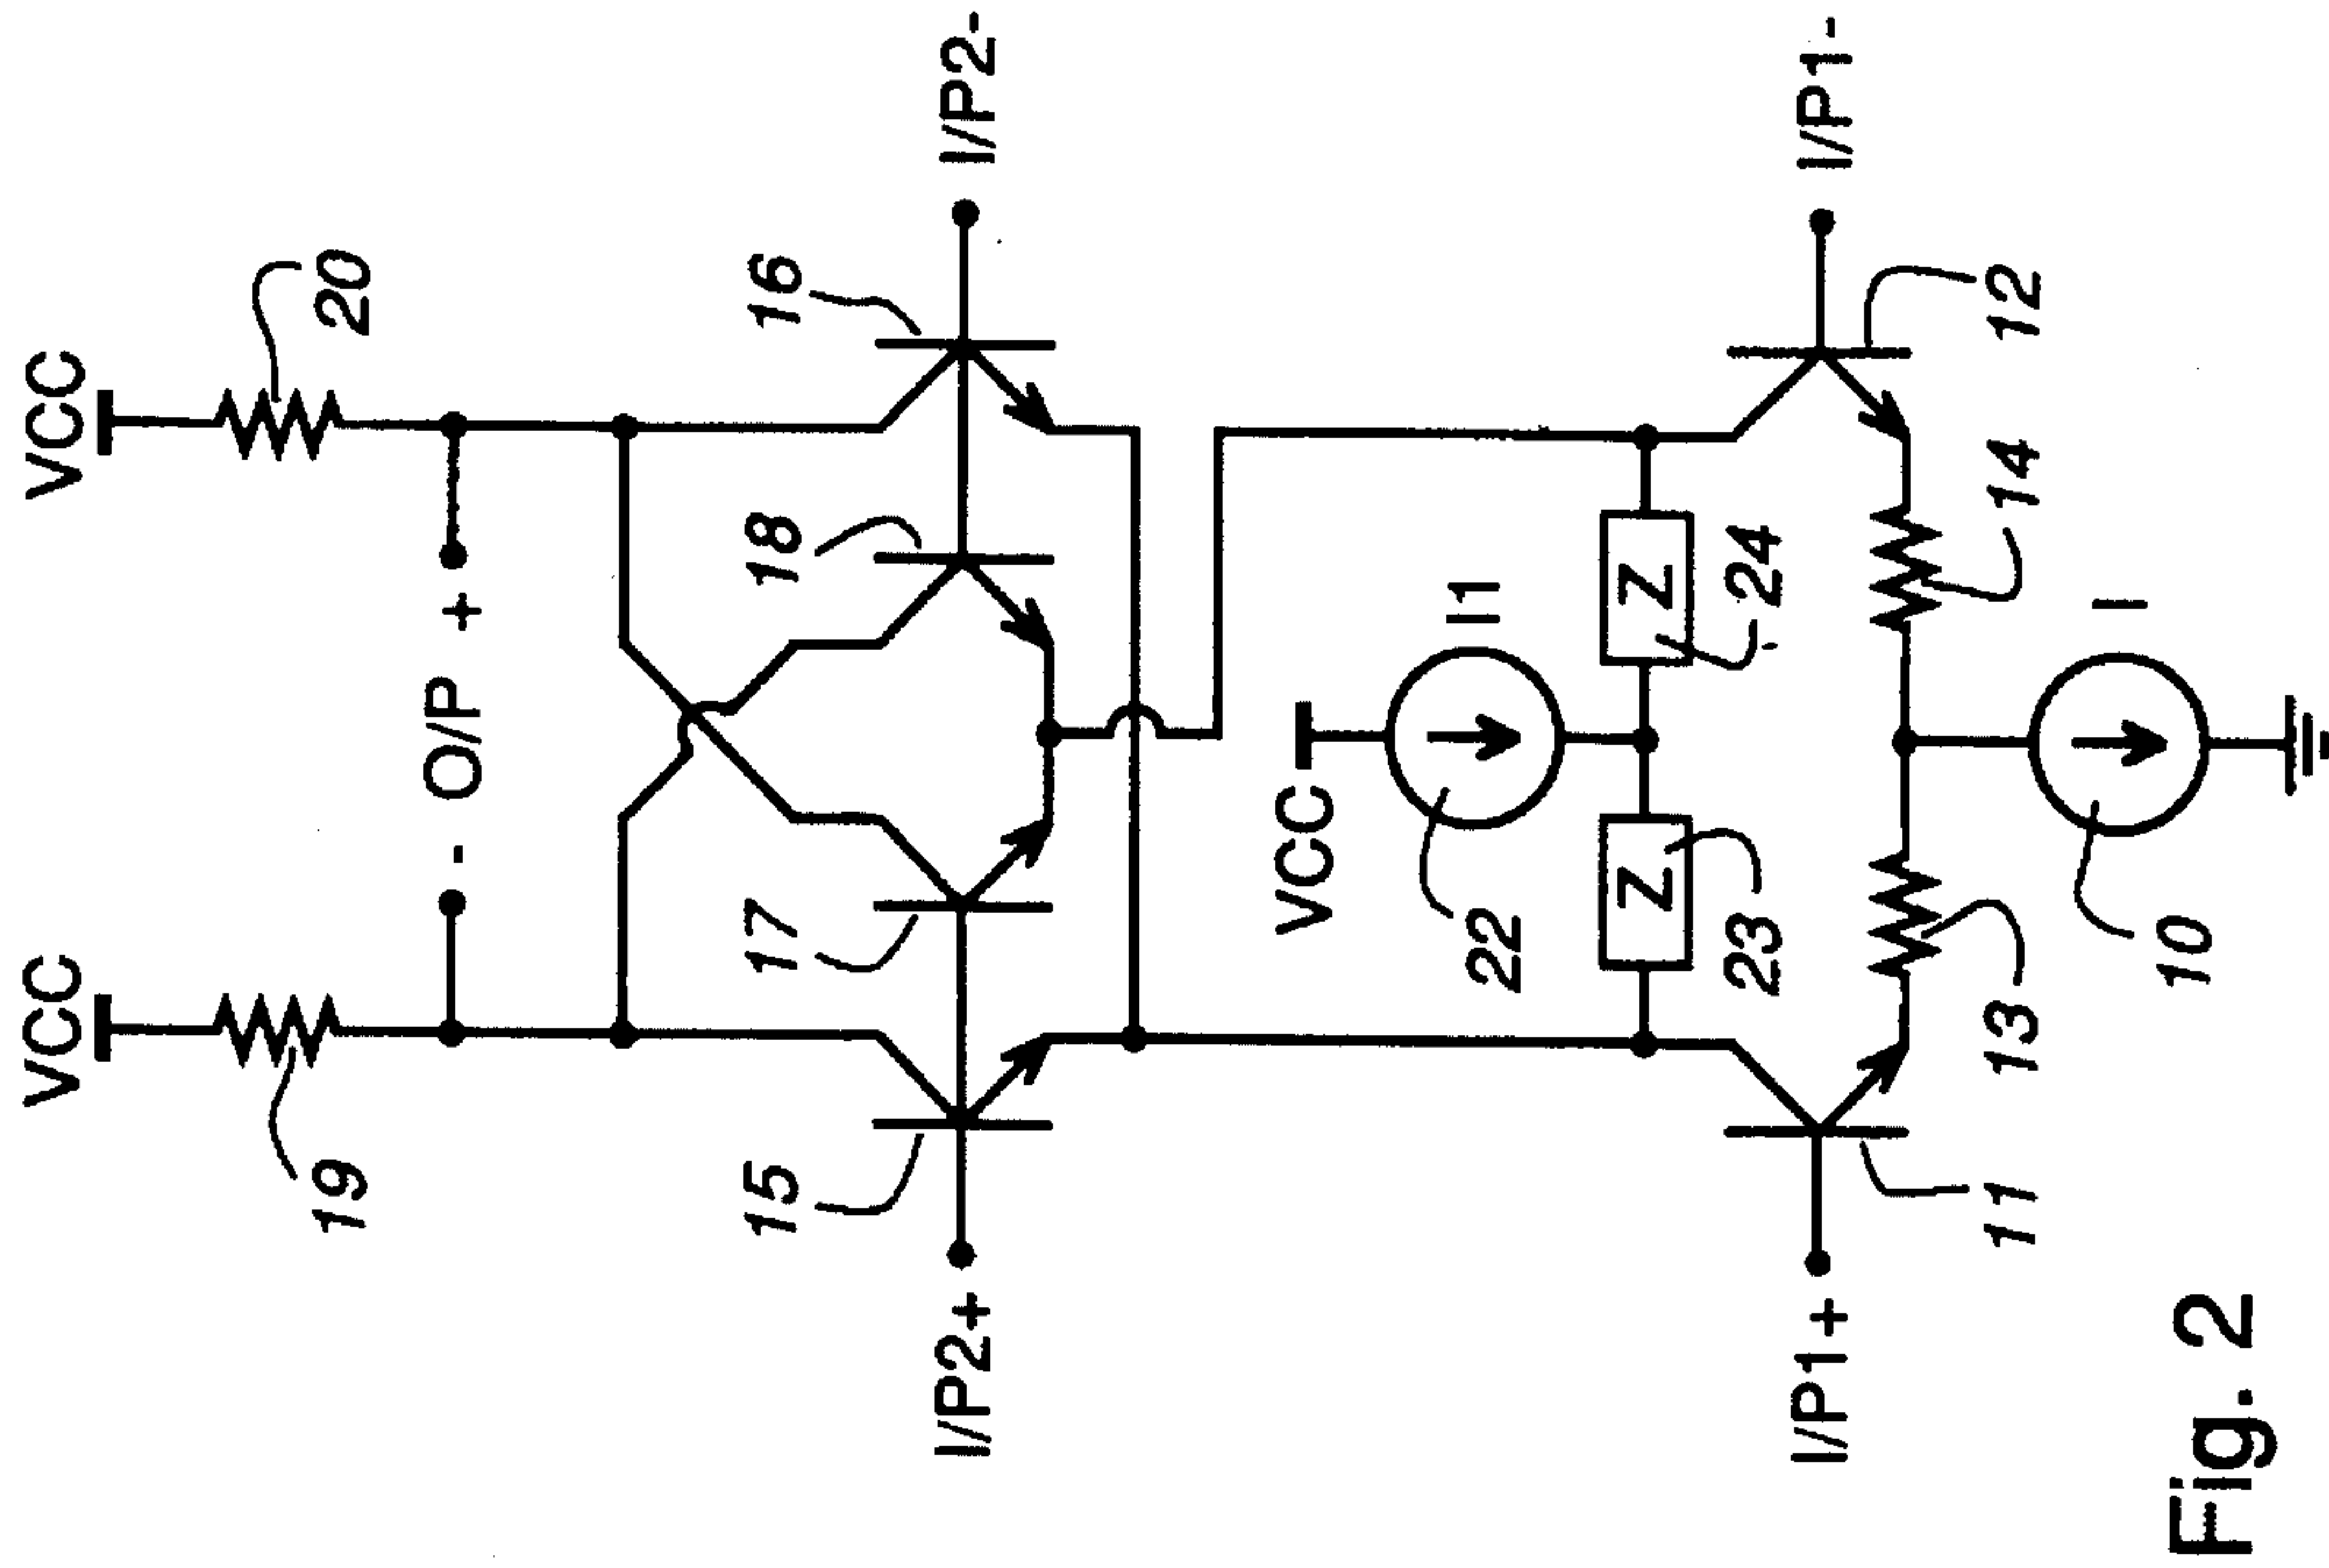 VCC VCC
19 20
- O/P +
15 17 18 16
I/P2+ I/P2-
VCC
22 I1
Z Z
23 24
I/P1+ I/P1-
11 13 14 12
10 I
Fig. 2